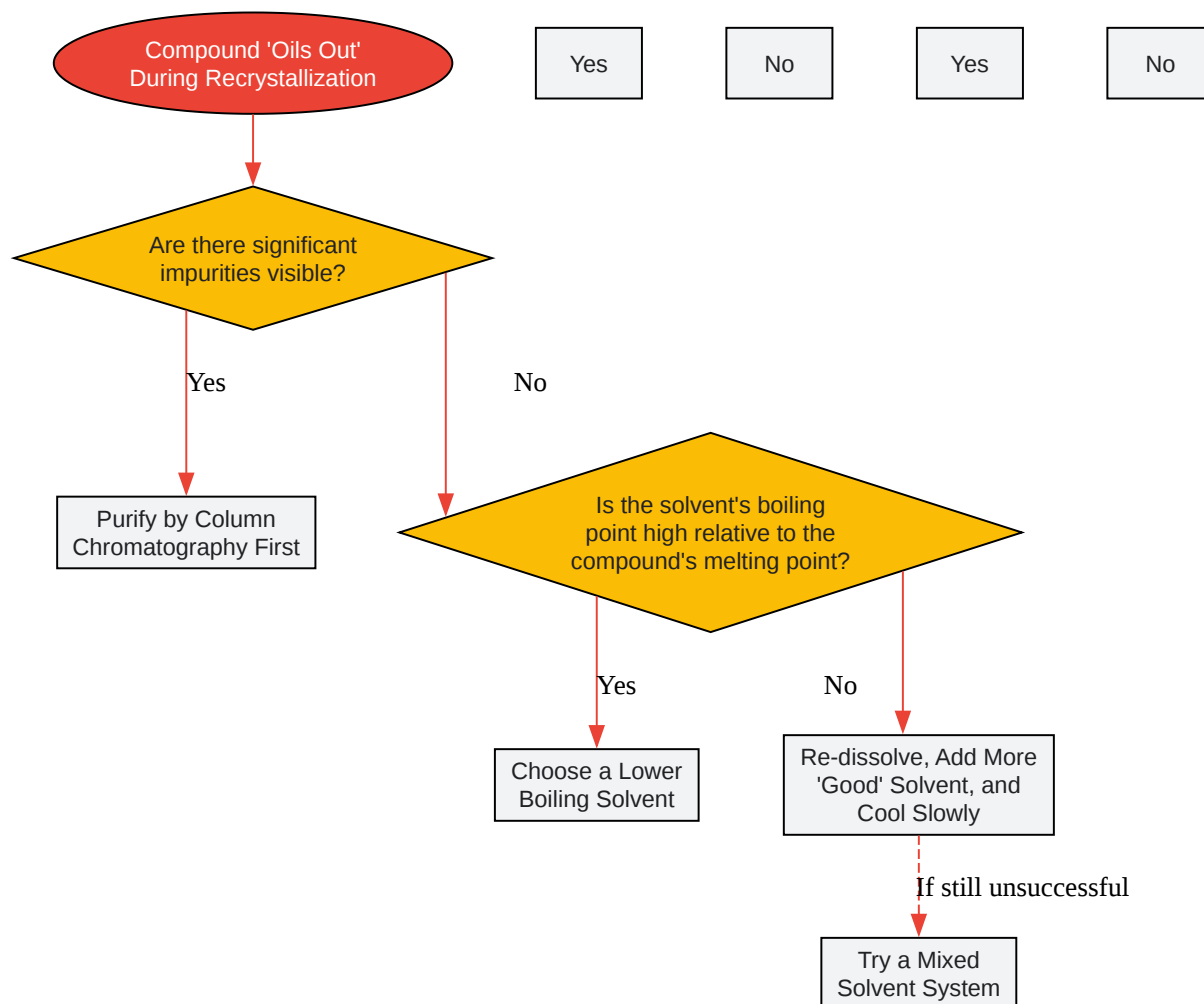 Compound 'Oils Out'
During Recrystallization
Yes
No
Yes
No
Are there significant
impurities visible?
Yes
No
Purify by Column
Chromatography First
Is the solvent's boiling
point high relative to the
compound's melting point?
Yes
No
Choose a Lower
Boiling Solvent
Re-dissolve, Add More
'Good' Solvent, and
Cool Slowly
If still unsuccessful
Try a Mixed
Solvent System